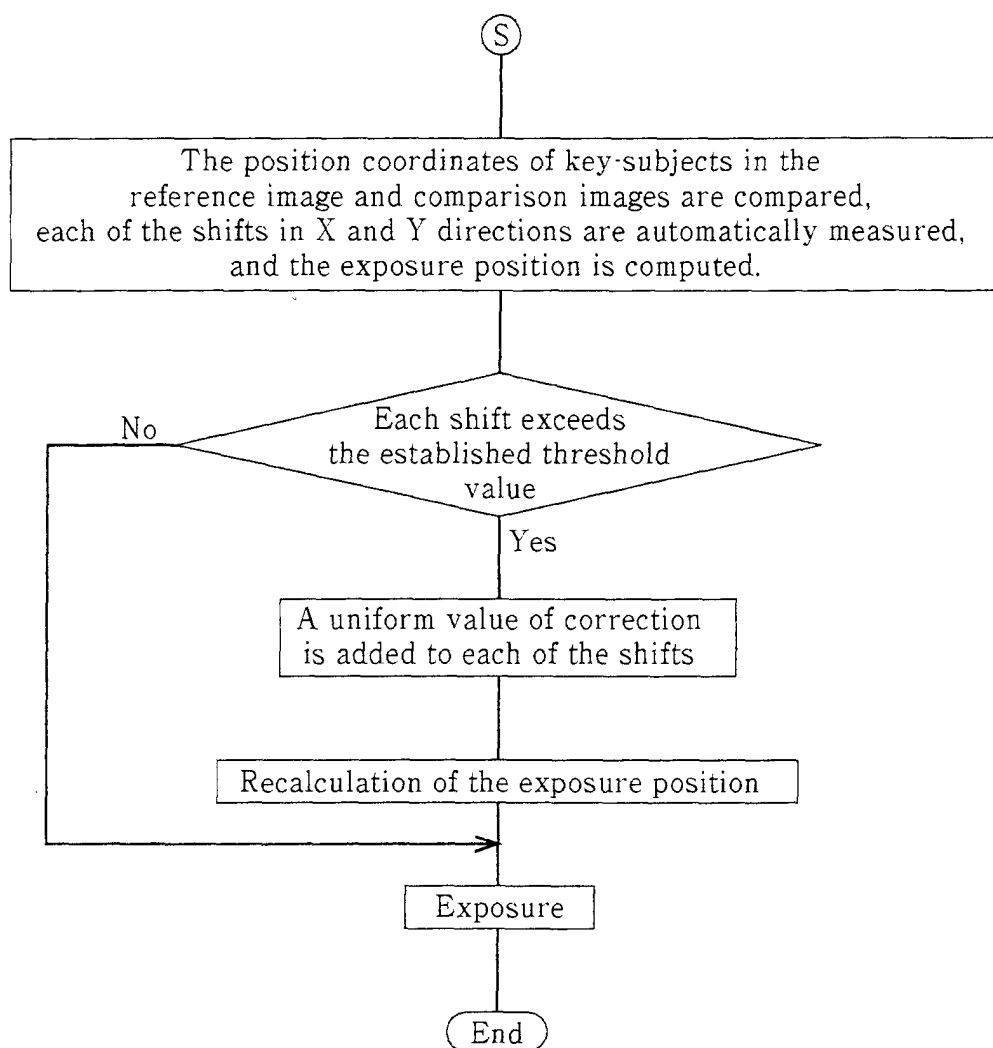 S
The position coordinates of key-subjects in the
reference image and comparison images are compared,
each of the shifts in X and Y directions are automatically measured,
and the exposure position is computed.
No
Each shift exceeds
the established threshold
value
Yes
A uniform value of correction
is added to each of the shifts
Recalculation of the exposure position
Exposure
End